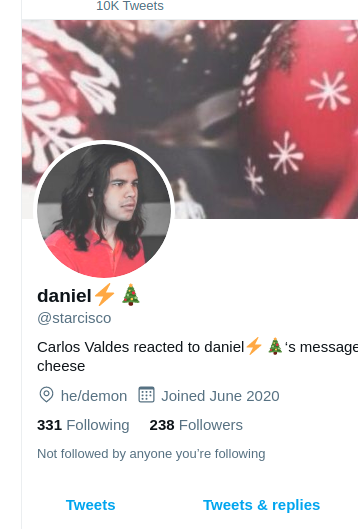 10K Tweets
daniel⚡🎄
@starcisco
Carlos Valdes reacted to daniel⚡🎄‘s message
cheese
he/demon Joined June 2020
331 Following 238 Followers
Not followed by anyone you’re following
Tweets Tweets & replies